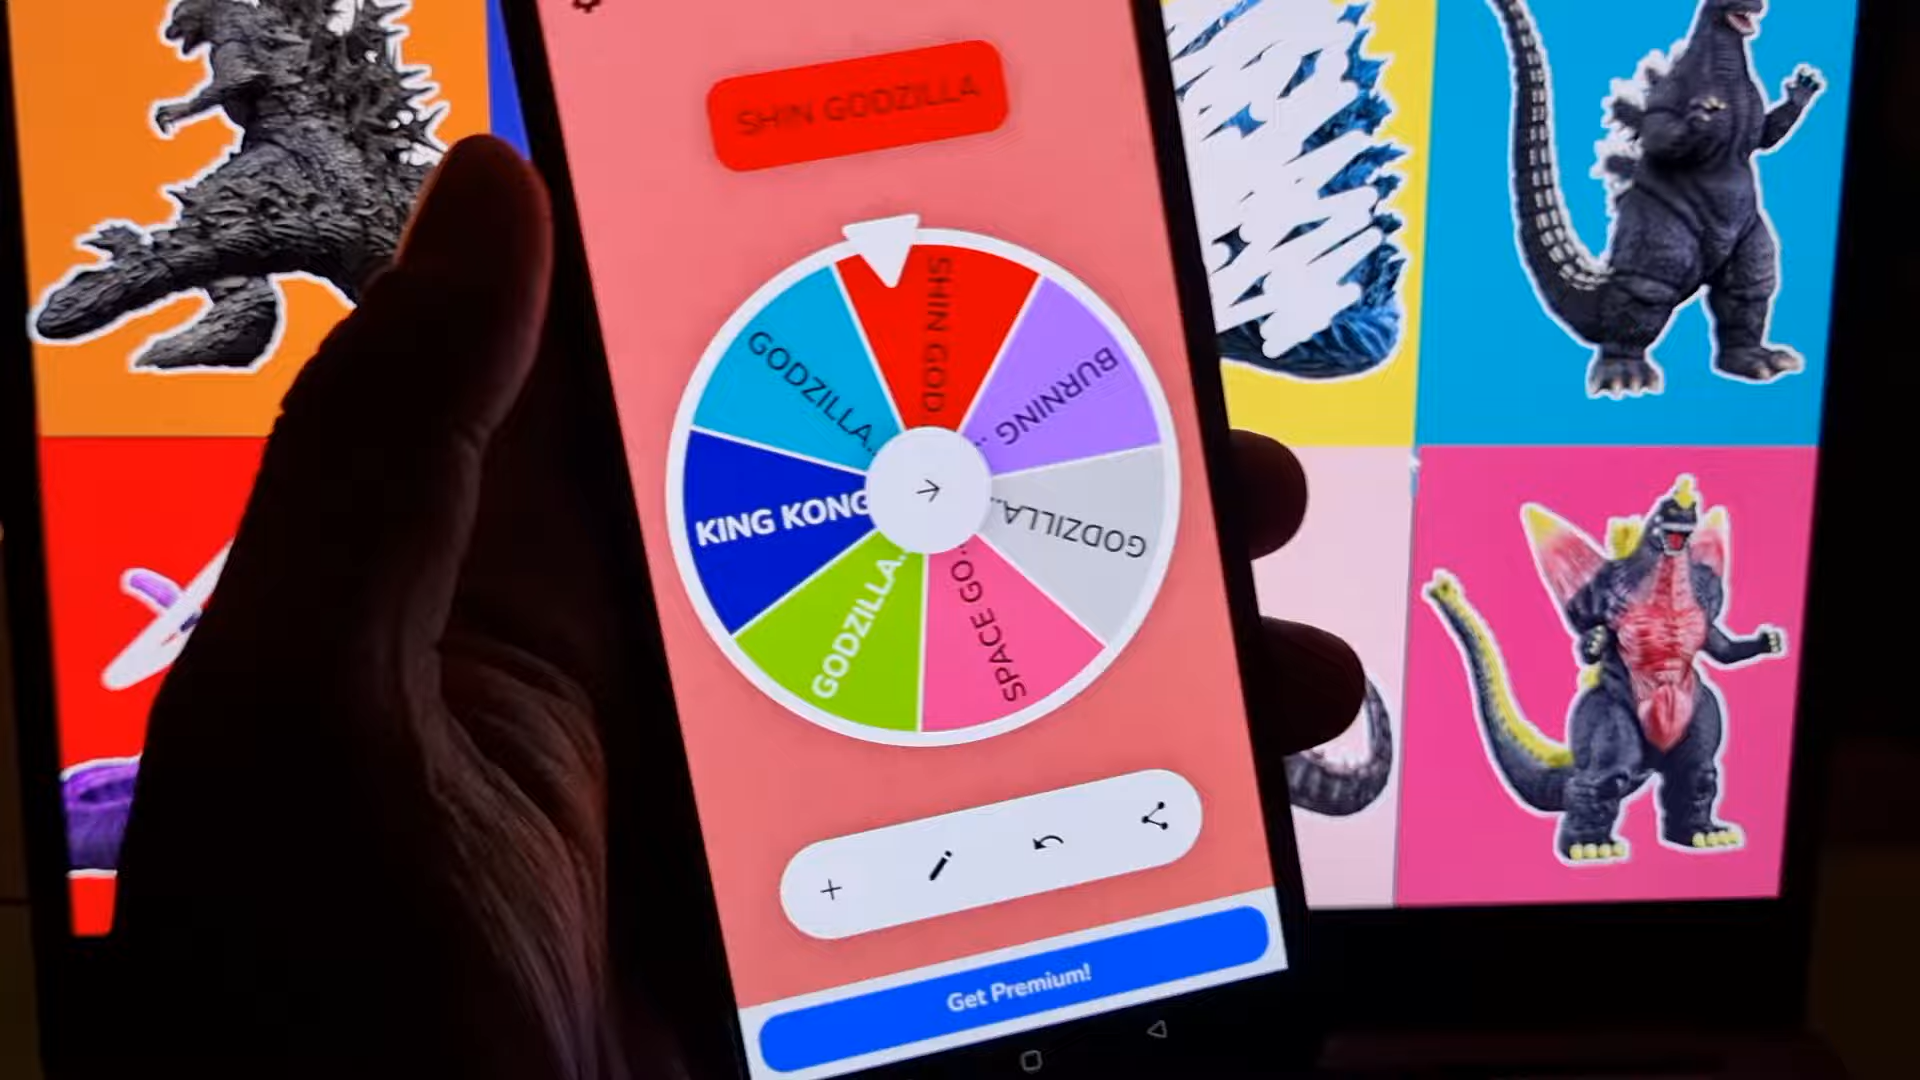 SHIN GODZILLA
SHIN GOD
BURNING ..
GODZILLA..
SPACE GO..
GODZILLA..
KING KONG
GODZILLA..
Get Premium!